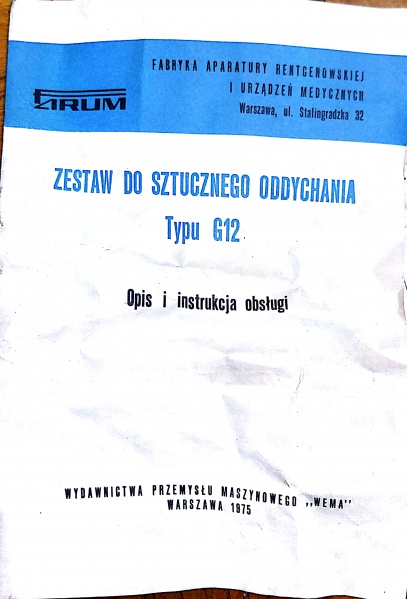 FARUM
FABRYKA APARATURY RENTGENOWSKIEJ
I URZĄDZEŃ MEDYCZNYCH
Warszawa, ul. Stalingradzka 32
ZESTAW DO SZTUCZNEGO ODDYCHANIA
Typu G12
Opis i instrukcja obsługi
WYDAWNICTWA PRZEMYSŁU MASZYNOWEGO ,,WEMA''
WARSZAWA 1975